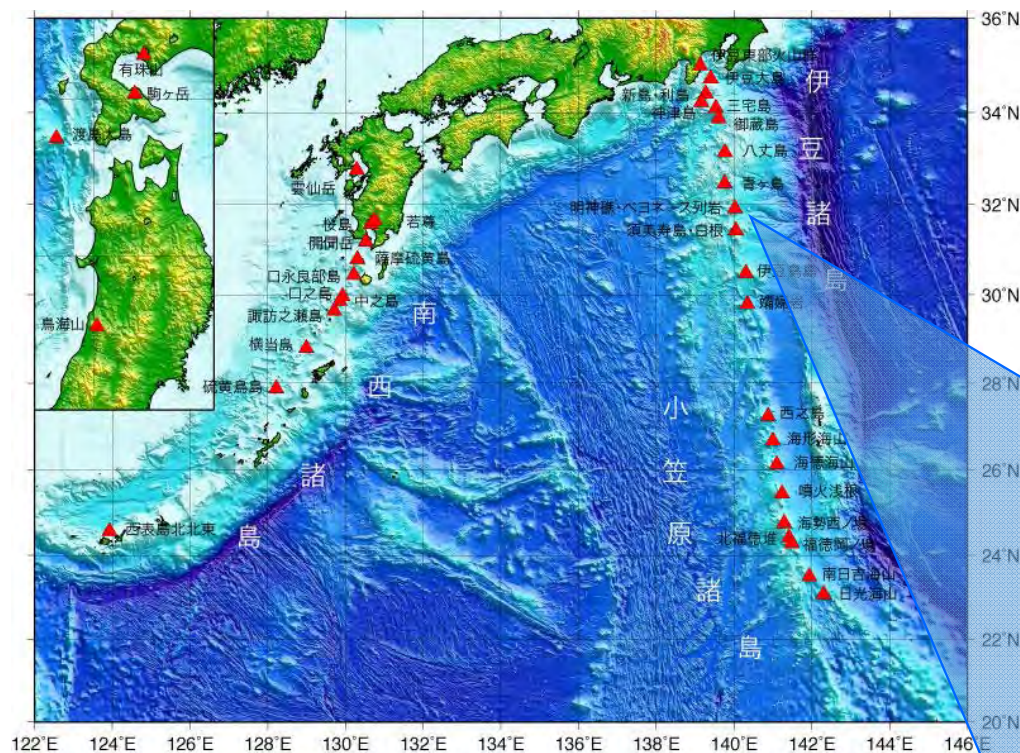 有珠山
駒ヶ岳
渡島大島
鳥海山
伊豆東部火山群
伊豆大島
新島・利島
神津島
三宅島
御蔵島
八丈島
青ヶ島
明神礁・ベヨネース列岩
須美寿島・白根
伊豆鳥島
孀婦岩
伊豆諸島
雲仙岳
桜島
若尊
開聞岳
薩摩硫黄島
口永良部島
口之島
中之島
諏訪之瀬島
横当島
硫黄鳥島
西表島北北東
南西諸島
西之島
海形海山
海徳海山
噴火浅根
海勢西ノ場
北福徳堆
福徳岡ノ場
南日吉海山
日光海山
小笠原諸島
36°N
34°N
32°N
30°N
28°N
26°N
24°N
22°N
20°N
122°E
124°E
126°E
128°E
130°E
132°E
134°E
136°E
138°E
140°E
142°E
144°E
146°E